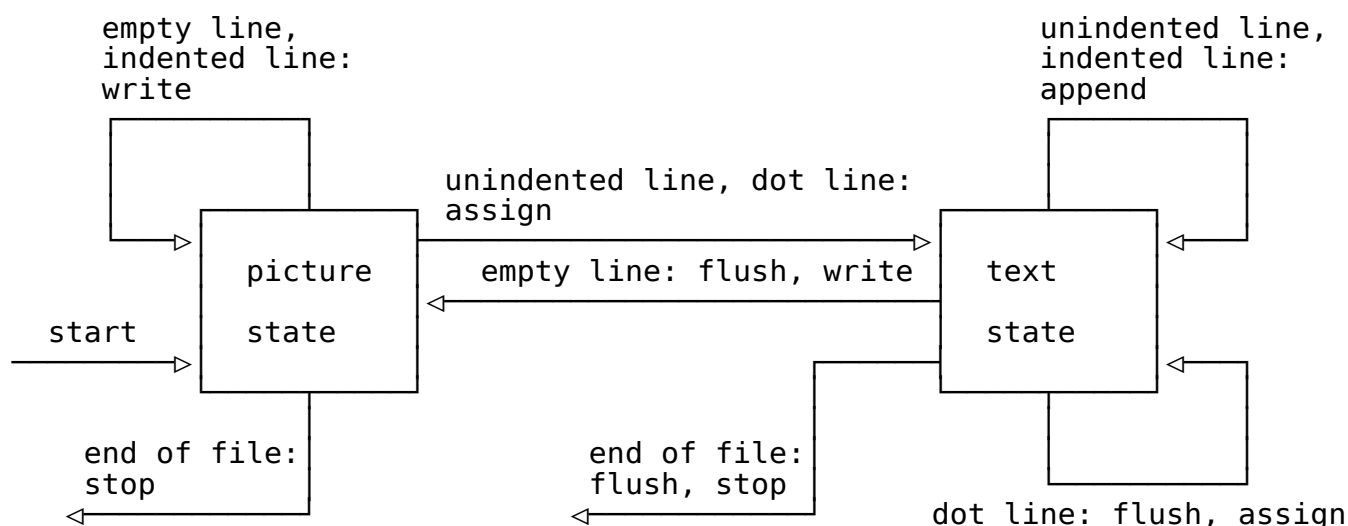 empty line,
indented line:
write
unindented line,
indented line:
append
unindented line, dot line:
assign
picture
state
empty line: flush, write
text
state
start
end of file:
stop
end of file:
flush, stop
dot line: flush, assign